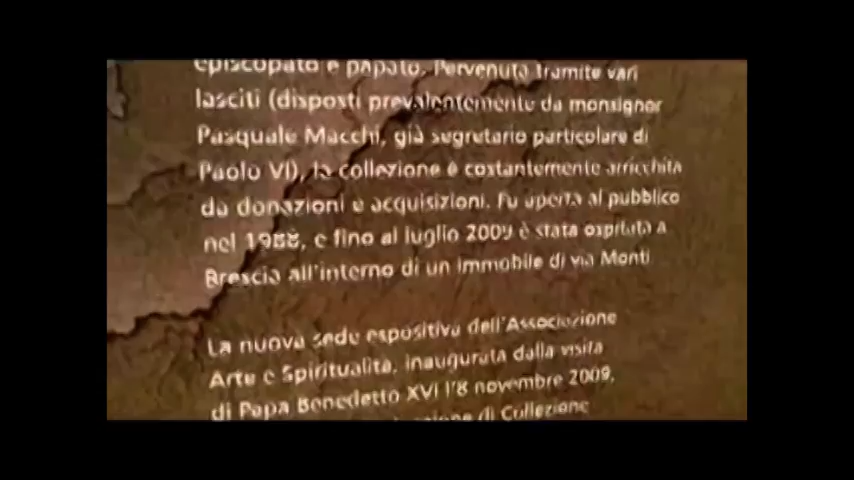 episcopato e papato. Pervenuta tramite vari
lasciti (disposti prevalentemente da monsignor
Pasquale Macchi, già segretario particolare di
Paolo VI), la collezione è costantemente arricchita
da donazioni e acquisizioni. Fu aperta al pubblico
nel 1988, e fino al luglio 2009 è stata ospitata a
Brescia all'interno di un immobile di via Monti
La nuova sede espositiva dell'Associazione
Arte e Spiritualità, inaugurata dalla visita
di Papa Benedetto XVI l'8 novembre 2009,
di Collezione